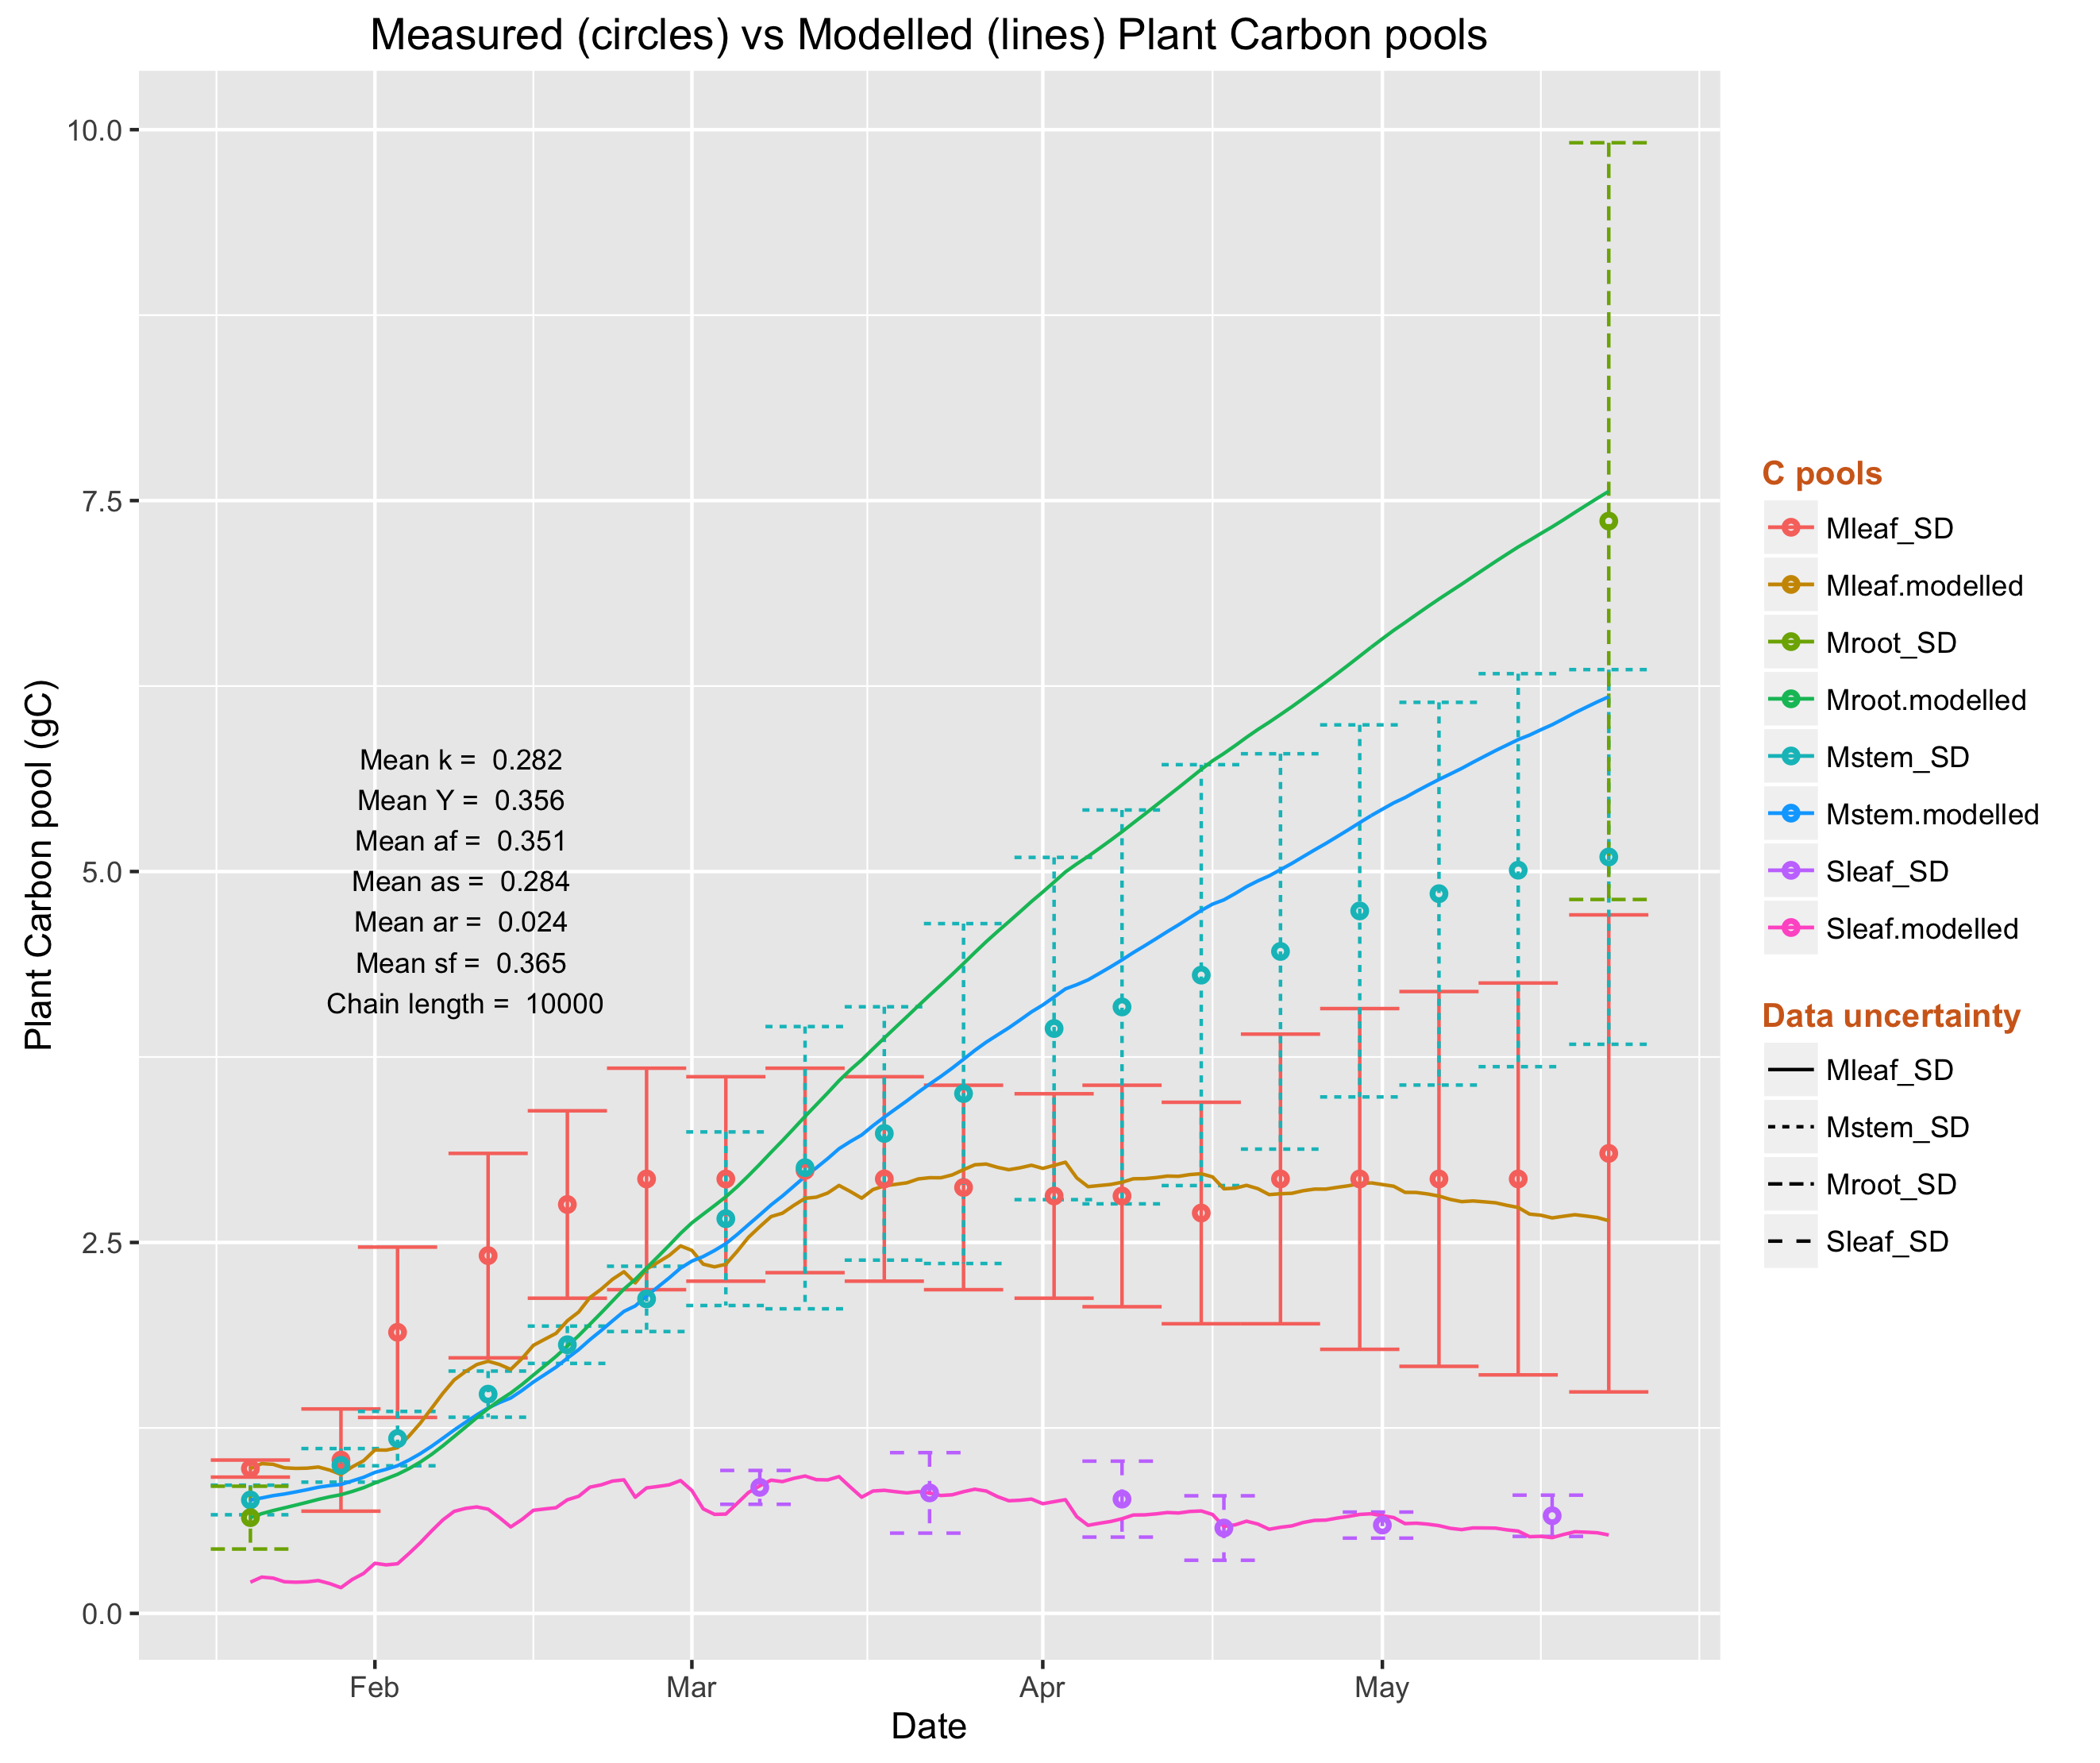 Measured (circles) vs Modelled (lines) Plant Carbon pools
Plant Carbon pool (gC)
10.0
7.5
5.0
2.5
0.0
Mean k = 0.282
Mean Y = 0.356
Mean af = 0.351
Mean as = 0.284
Mean ar = 0.024
Mean sf = 0.365
Chain length = 10000
Feb
Mar
Apr
May
Date
C pools
Mleaf_SD
Mleaf.modelled
Mroot_SD
Mroot.modelled
Mstem_SD
Mstem.modelled
Sleaf_SD
Sleaf.modelled
Data uncertainty
Mleaf_SD
Mstem_SD
Mroot_SD
Sleaf_SD